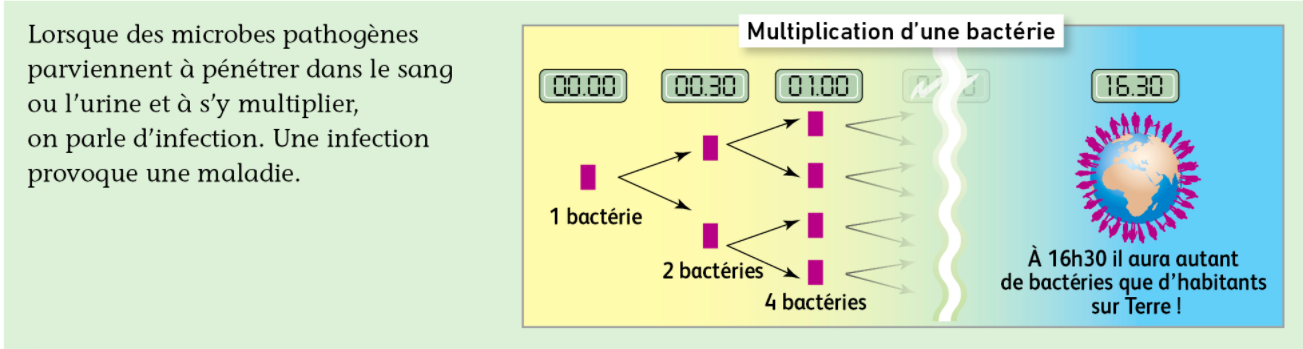 Lorsque des microbes pathogènes
parviennent à pénétrer dans le sang
ou l'urine et à s'y multiplier,
on parle d'infection. Une infection
provoque une maladie.
Multiplication d'une bactérie
00.00
00.30
01.00
16.30
1 bactérie
2 bactéries
4 bactéries
À 16h30 il aura autant
de bactéries que d'habitants
sur Terre !